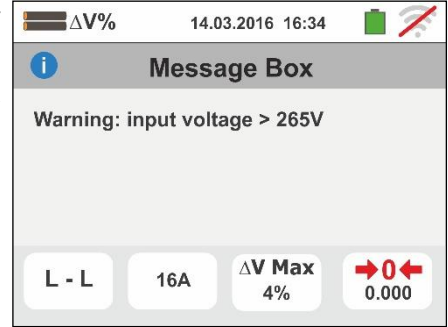 ΔV% 14.03.2016 16:34
i Message Box
Warning: input voltage > 265V
L - L 16A ΔV Max 4% 0 0.000